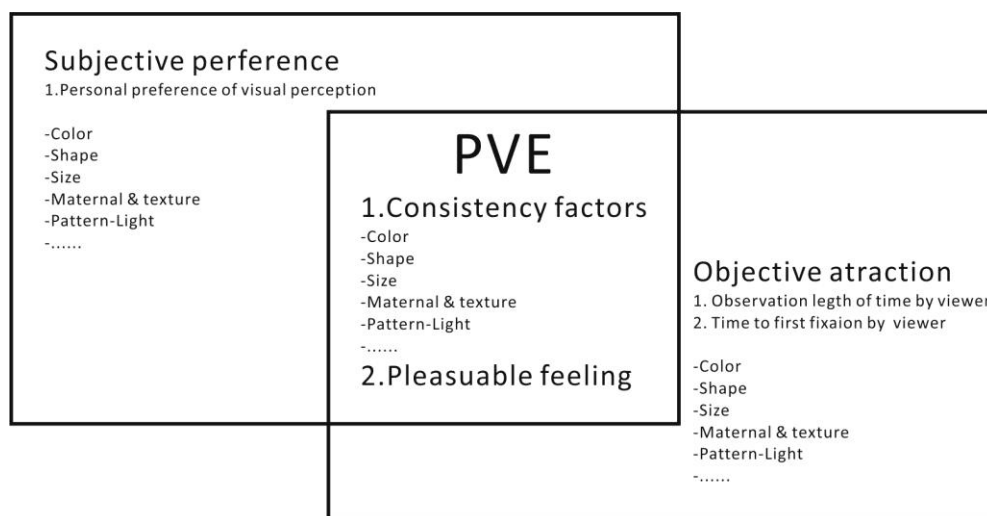 Subjective perference
1.Personal preference of visual perception
-Color
-Shape
-Size
-Maternal & texture
-Pattern-Light
-......
PVE
1.Consistency factors
-Color
-Shape
-Size
-Maternal & texture
-Pattern-Light
-......
2.Pleasuable feeling
Objective atraction
1. Observation legth of time by viewer
2. Time to first fixaion by viewer
-Color
-Shape
-Size
-Maternal & texture
-Pattern-Light
-......